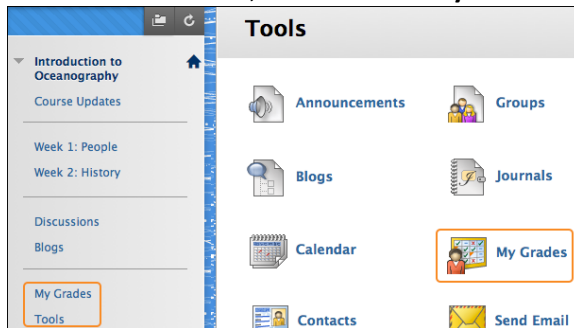 Introduction to
Oceanography
Course Updates
Week 1: People
Week 2: History
Discussions
Blogs
My Grades
Tools
Tools
Announcements
Groups
Blogs
Journals
Calendar
My Grades
Contacts
Send Email